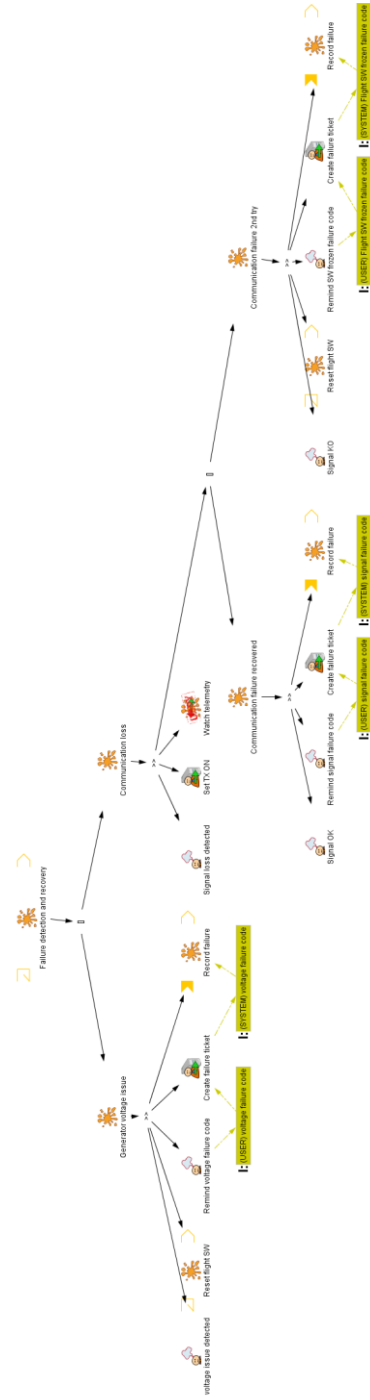 Failure detection and recovery
Generator voltage issue
Communication loss
voltage issue detected
Reset flight SW
Remind voltage failure code
Create failure ticket
Record failure
I: (USER) voltage failure code
I: (SYSTEM) voltage failure code
Signal loss detected
Set TX ON
Watch telemetry
Communication failure recovered
Communication failure 2nd try
Signal OK
Remind signal failure code
Create failure ticket
Record failure
I: (USER) signal failure code
I: (SYSTEM) signal failure code
Signal KO
Reset flight SW
Remind SW frozen failure code
Create failure ticket
Record failure
I: (USER) Flight SW frozen failure code
I: (SYSTEM) Flight SW frozen failure code